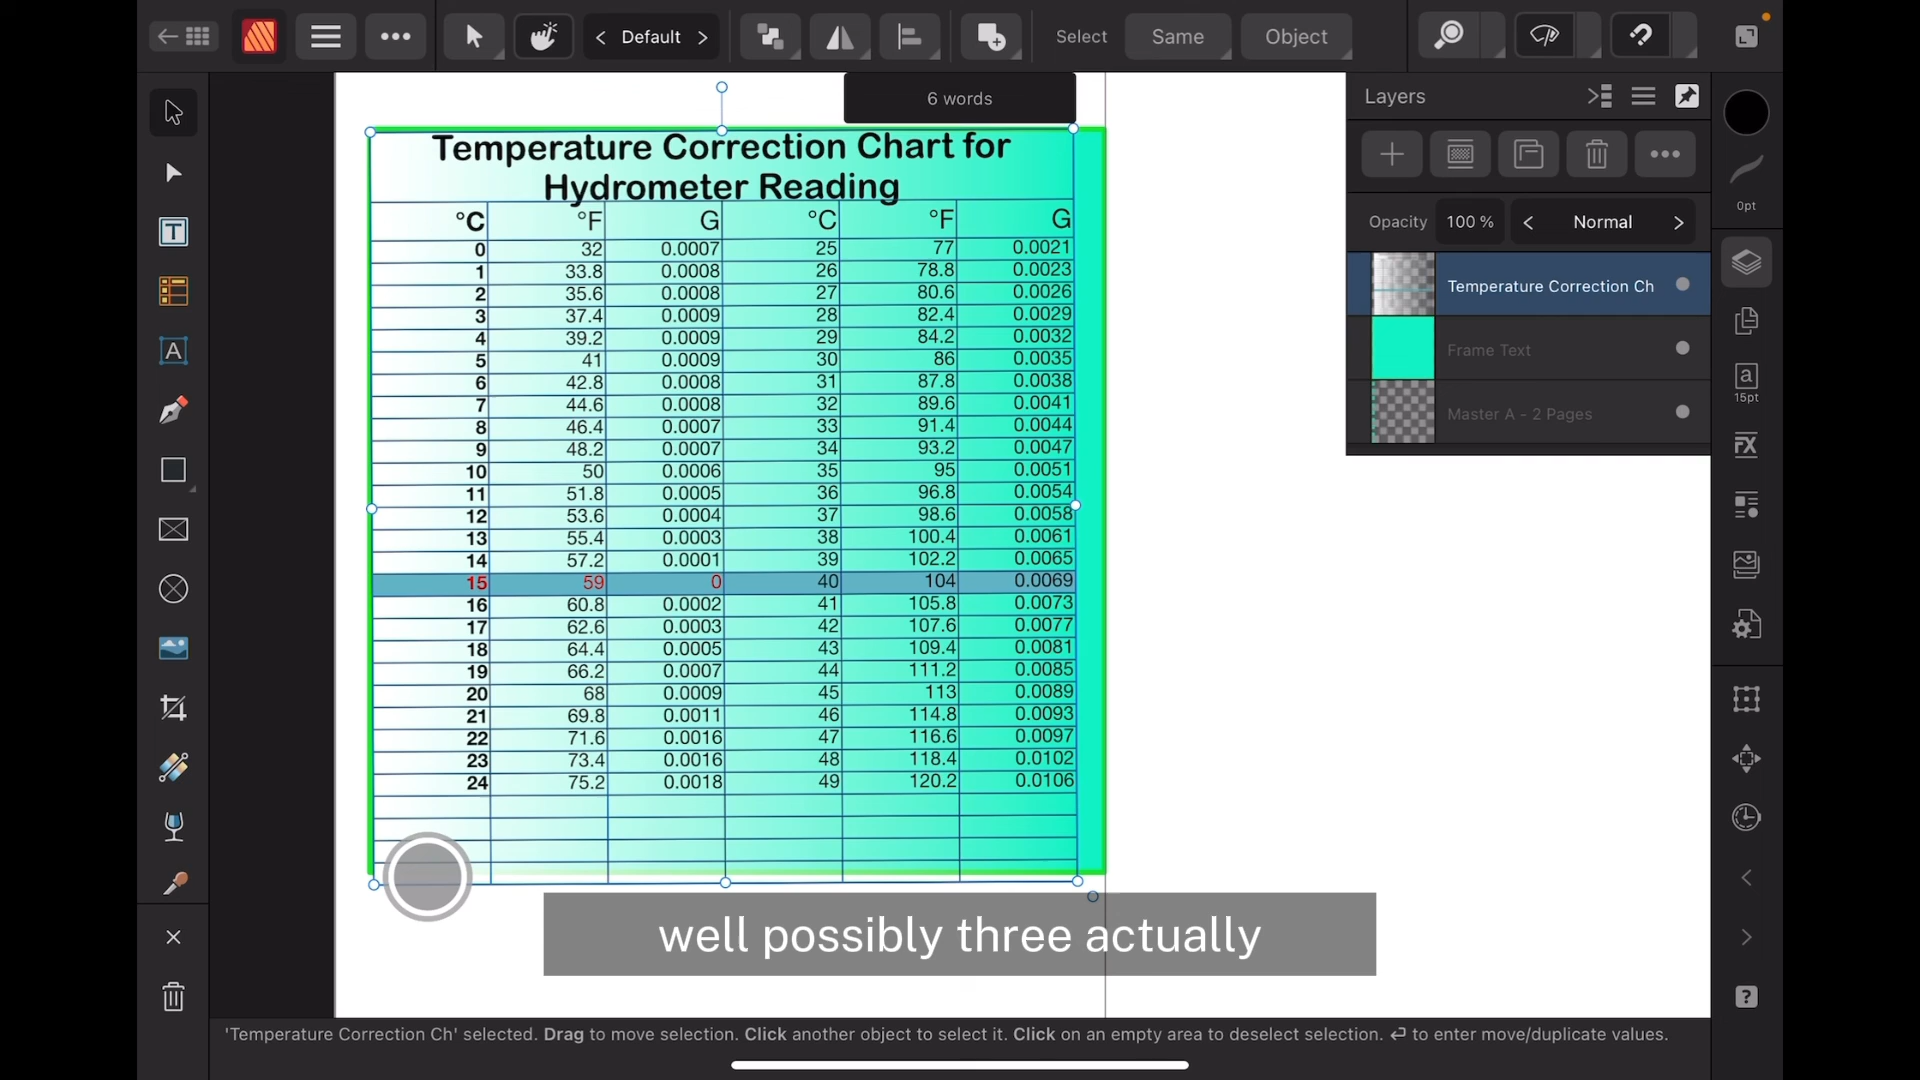 Default
Select
Same
Object
6 words
Layers
Opacity
100 %
Normal
0pt
Temperature Correction Ch
Frame Text
Master A - 2 Pages
a
15pt
FX
T
A
?
Temperature Correction Chart for
Hydrometer Reading
°C °F G °C °F G
0 32 0.0007 25 77 0.0021
1 33.8 0.0008 26 78.8 0.0023
2 35.6 0.0008 27 80.6 0.0026
3 37.4 0.0009 28 82.4 0.0029
4 39.2 0.0009 29 84.2 0.0032
5 41 0.0009 30 86 0.0035
6 42.8 0.0008 31 87.8 0.0038
7 44.6 0.0008 32 89.6 0.0041
8 46.4 0.0007 33 91.4 0.0044
9 48.2 0.0007 34 93.2 0.0047
10 50 0.0006 35 95 0.0051
11 51.8 0.0005 36 96.8 0.0054
12 53.6 0.0004 37 98.6 0.0058
13 55.4 0.0003 38 100.4 0.0061
14 57.2 0.0001 39 102.2 0.0065
15 59 0 40 104 0.0069
16 60.8 0.0002 41 105.8 0.0073
17 62.6 0.0003 42 107.6 0.0077
18 64.4 0.0005 43 109.4 0.0081
19 66.2 0.0007 44 111.2 0.0085
20 68 0.0009 45 113 0.0089
21 69.8 0.0011 46 114.8 0.0093
22 71.6 0.0016 47 116.6 0.0097
23 73.4 0.0016 48 118.4 0.0102
24 75.2 0.0018 49 120.2 0.0106
well possibly three actually
'Temperature Correction Ch' selected. Drag to move selection. Click another object to select it. Click on an empty area to deselect selection. ↵ to enter move/duplicate values.